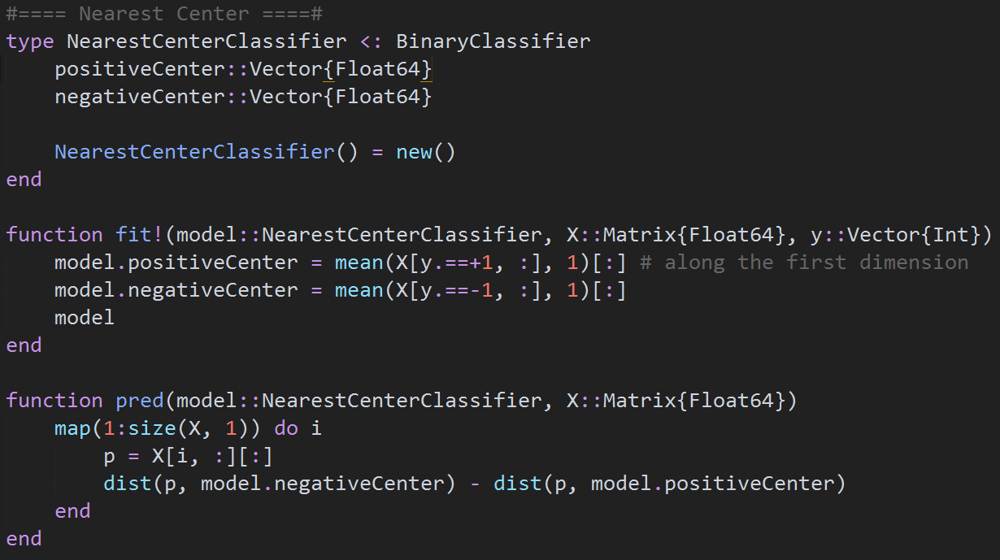 #==== Nearest Center ====#
type NearestCenterClassifier <: BinaryClassifier
    positiveCenter::Vector{Float64}
    negativeCenter::Vector{Float64}

    NearestCenterClassifier() = new()
end

function fit!(model::NearestCenterClassifier, X::Matrix{Float64}, y::Vector{Int})
    model.positiveCenter = mean(X[y.==+1, :], 1)[:] # along the first dimension
    model.negativeCenter = mean(X[y.==-1, :], 1)[:]
    model
end

function pred(model::NearestCenterClassifier, X::Matrix{Float64})
    map(1:size(X, 1)) do i
        p = X[i, :][:]
        dist(p, model.negativeCenter) - dist(p, model.positiveCenter)
    end
end